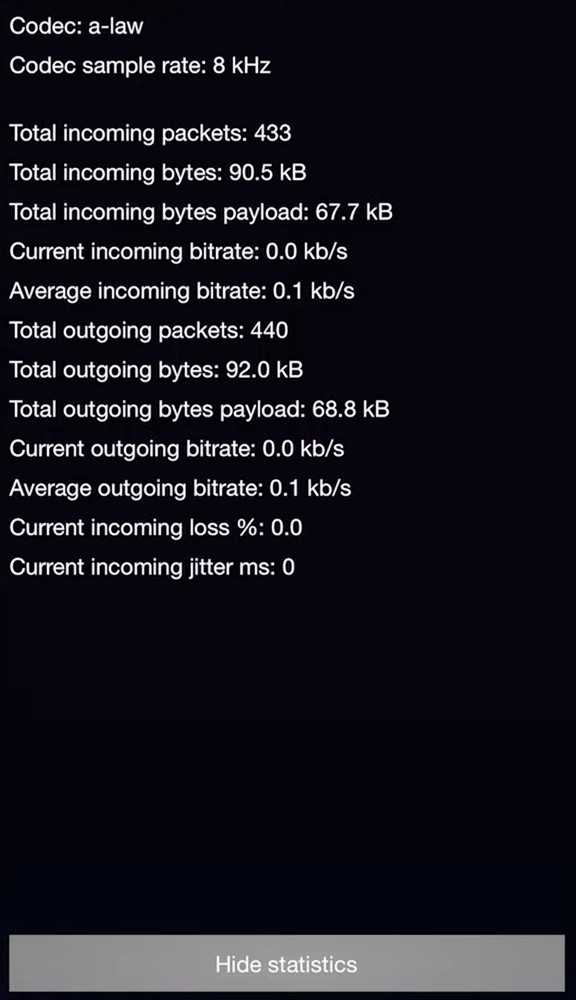 Codec: a-law
Codec sample rate: 8 kHz
Total incoming packets: 433
Total incoming bytes: 90.5 kB
Total incoming bytes payload: 67.7 kB
Current incoming bitrate: 0.0 kb/s
Average incoming bitrate: 0.1 kb/s
Total outgoing packets: 440
Total outgoing bytes: 92.0 kB
Total outgoing bytes payload: 68.8 kB
Current outgoing bitrate: 0.0 kb/s
Average outgoing bitrate: 0.1 kb/s
Current incoming loss %: 0.0
Current incoming jitter ms: 0
Hide statistics